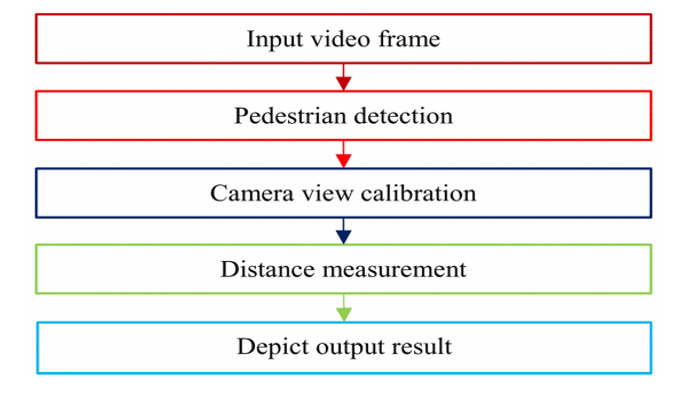 Input video frame
Pedestrian detection
Camera view calibration
Distance measurement
Depict output result